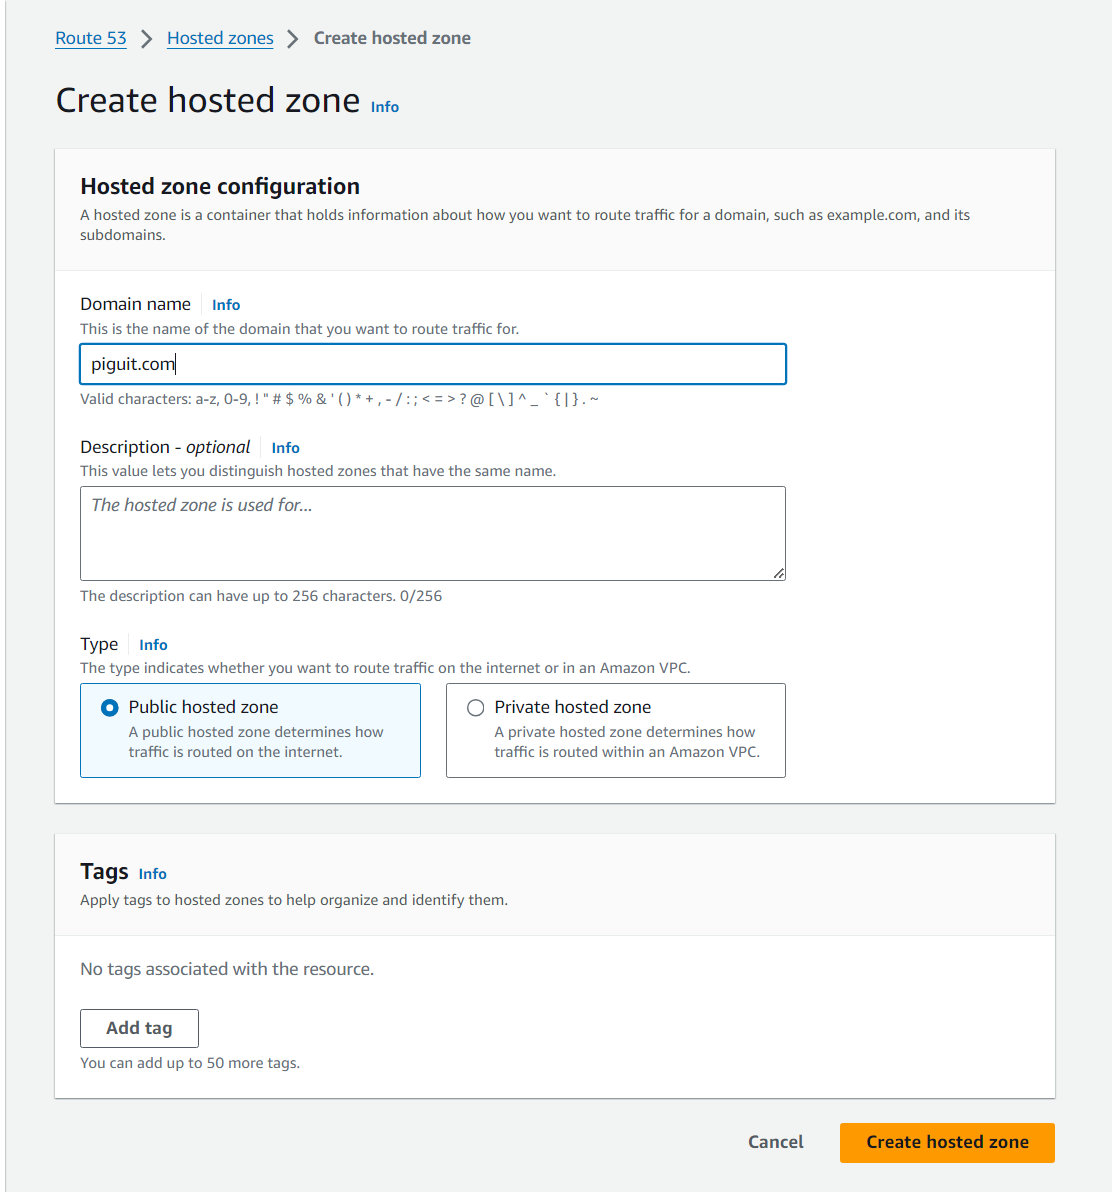 Route 53 > Hosted zones > Create hosted zone
Create hosted zone Info
Hosted zone configuration
A hosted zone is a container that holds information about how you want to route traffic for a domain, such as example.com, and its
subdomains.
Domain name Info
This is the name of the domain that you want to route traffic for.
piguit.com
Valid characters: a-z, 0-9, ! " # $ % & ' ( ) * + , - / : ; < = > ? @ [ \ ] ^ _ ` { | } . ~
Description - optional Info
This value lets you distinguish hosted zones that have the same name.
The hosted zone is used for...
The description can have up to 256 characters. 0/256
Type Info
The type indicates whether you want to route traffic on the internet or in an Amazon VPC.
Public hosted zone
A public hosted zone determines how
traffic is routed on the internet.
Private hosted zone
A private hosted zone determines how
traffic is routed within an Amazon VPC.
Tags Info
Apply tags to hosted zones to help organize and identify them.
No tags associated with the resource.
Add tag
You can add up to 50 more tags.
Cancel
Create hosted zone